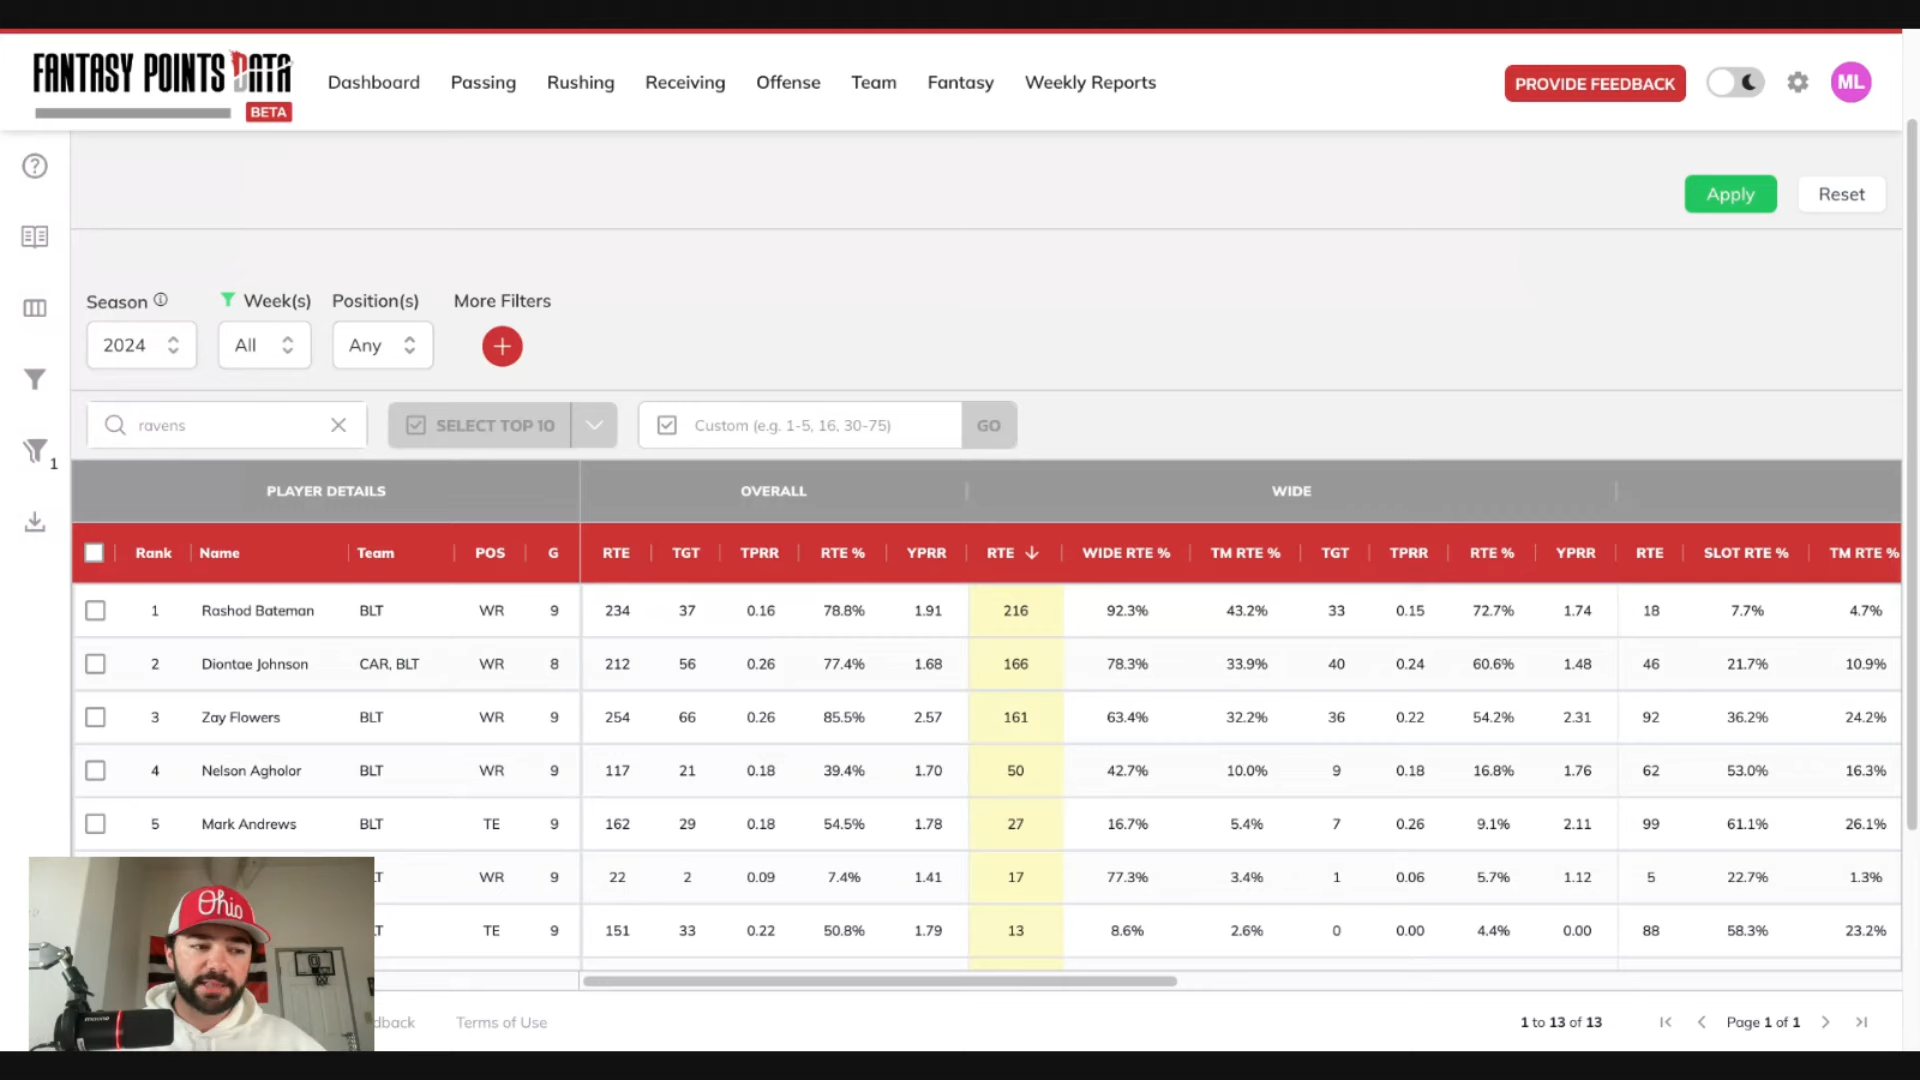 FANTASY POINTS DATA
BETA
Dashboard Passing Rushing Receiving Offense Team Fantasy Weekly Reports
PROVIDE FEEDBACK
ML
Apply Reset
Season Week(s) Position(s) More Filters
2024 All Any
ravens SELECT TOP 10 Custom (e.g. 1-5, 16, 30-75) GO
1
PLAYER DETAILS OVERALL WIDE
Rank Name Team POS G RTE TGT TPRR RTE % YPRR RTE WIDE RTE % TM RTE % TGT TPRR RTE % YPRR RTE SLOT RTE % TM RTE %
1 Rashod Bateman BLT WR 9 234 37 0.16 78.8% 1.91 216 92.3% 43.2% 33 0.15 72.7% 1.74 18 7.7% 4.7%
2 Diontae Johnson CAR, BLT WR 8 212 56 0.26 77.4% 1.68 166 78.3% 33.9% 40 0.24 60.6% 1.48 46 21.7% 10.9%
3 Zay Flowers BLT WR 9 254 66 0.26 85.5% 2.57 161 63.4% 32.2% 36 0.22 54.2% 2.31 92 36.2% 24.2%
4 Nelson Agholor BLT WR 9 117 21 0.18 39.4% 1.70 50 42.7% 10.0% 9 0.18 16.8% 1.76 62 53.0% 16.3%
5 Mark Andrews BLT TE 9 162 29 0.18 54.5% 1.78 27 16.7% 5.4% 7 0.26 9.1% 2.11 99 61.1% 26.1%
LT WR 9 22 2 0.09 7.4% 1.41 17 77.3% 3.4% 1 0.06 5.7% 1.12 5 22.7% 1.3%
LT TE 9 151 33 0.22 50.8% 1.79 13 8.6% 2.6% 0 0.00 4.4% 0.00 88 58.3% 23.2%
Ohio
dback Terms of Use 1 to 13 of 13 Page 1 of 1